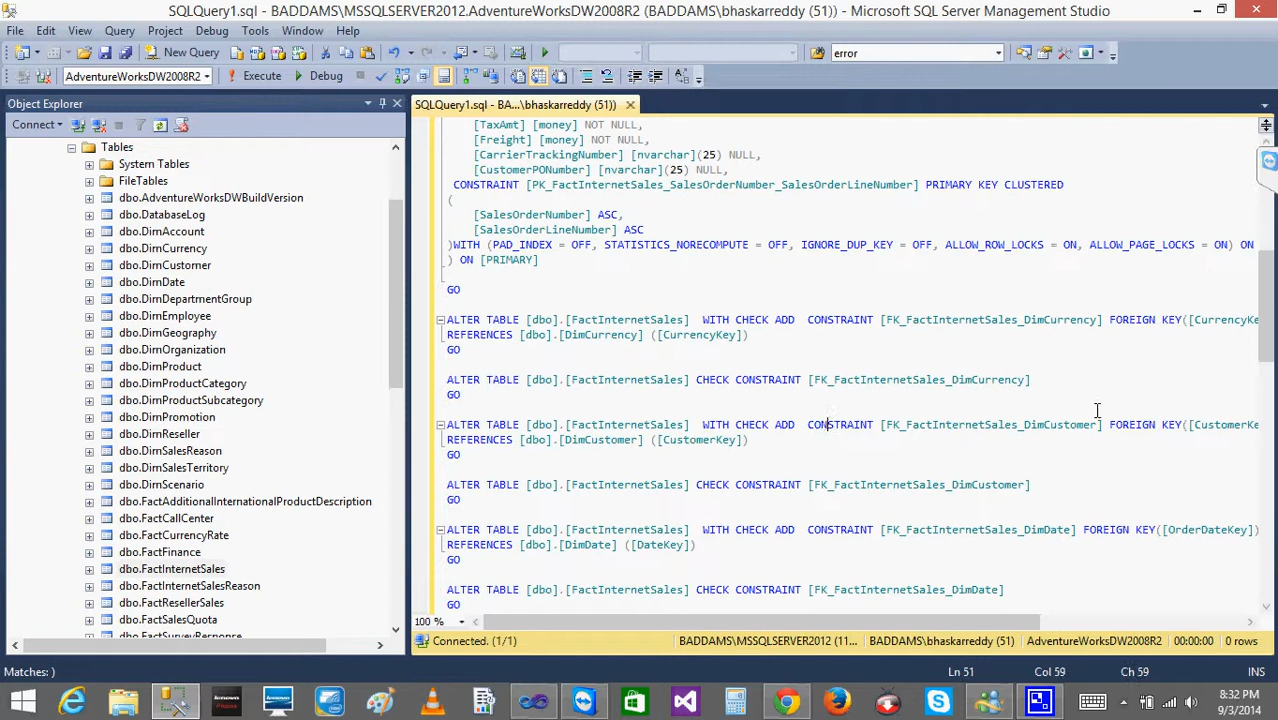 SQLQuery1.sql - BADDAMS\MSSQLSERVER2012.AdventureWorksDW2008R2 (BADDAMS\bhaskarreddy (51)) - Microsoft SQL Server Management Studio
File Edit View Query Project Debug Tools Window Help
New Query
error
AdventureWorksDW2008R2
Execute
Debug
Object Explorer
SQLQuery1.sql - BA...\bhaskarreddy (51))
Connect
Tables
System Tables
FileTables
dbo.AdventureWorksDWBuildVersion
dbo.DatabaseLog
dbo.DimAccount
dbo.DimCurrency
dbo.DimCustomer
dbo.DimDate
dbo.DimDepartmentGroup
dbo.DimEmployee
dbo.DimGeography
dbo.DimOrganization
dbo.DimProduct
dbo.DimProductCategory
dbo.DimProductSubcategory
dbo.DimPromotion
dbo.DimReseller
dbo.DimSalesReason
dbo.DimSalesTerritory
dbo.DimScenario
dbo.FactAdditionalInternationalProductDescription
dbo.FactCallCenter
dbo.FactCurrencyRate
dbo.FactFinance
dbo.FactInternetSales
dbo.FactInternetSalesReason
dbo.FactResellerSales
dbo.FactSalesQuota
dbo.FactSurveyResponse
[TaxAmt] [money] NOT NULL,
[Freight] [money] NOT NULL,
[CarrierTrackingNumber] [nvarchar](25) NULL,
[CustomerPONumber] [nvarchar](25) NULL,
CONSTRAINT [PK_FactInternetSales_SalesOrderNumber_SalesOrderLineNumber] PRIMARY KEY CLUSTERED
(
[SalesOrderNumber] ASC,
[SalesOrderLineNumber] ASC
)WITH (PAD_INDEX = OFF, STATISTICS_NORECOMPUTE = OFF, IGNORE_DUP_KEY = OFF, ALLOW_ROW_LOCKS = ON, ALLOW_PAGE_LOCKS = ON) ON
) ON [PRIMARY]
GO
ALTER TABLE [dbo].[FactInternetSales]  WITH CHECK ADD  CONSTRAINT [FK_FactInternetSales_DimCurrency] FOREIGN KEY([CurrencyKe
REFERENCES [dbo].[DimCurrency] ([CurrencyKey])
GO
ALTER TABLE [dbo].[FactInternetSales] CHECK CONSTRAINT [FK_FactInternetSales_DimCurrency]
GO
ALTER TABLE [dbo].[FactInternetSales]  WITH CHECK ADD  CONSTRAINT [FK_FactInternetSales_DimCustomer] FOREIGN KEY([CustomerKe
REFERENCES [dbo].[DimCustomer] ([CustomerKey])
GO
ALTER TABLE [dbo].[FactInternetSales] CHECK CONSTRAINT [FK_FactInternetSales_DimCustomer]
GO
ALTER TABLE [dbo].[FactInternetSales]  WITH CHECK ADD  CONSTRAINT [FK_FactInternetSales_DimDate] FOREIGN KEY([OrderDateKey])
REFERENCES [dbo].[DimDate] ([DateKey])
GO
ALTER TABLE [dbo].[FactInternetSales] CHECK CONSTRAINT [FK_FactInternetSales_DimDate]
GO
100 %
Connected. (1/1)
BADDAMS\MSSQLSERVER2012 (11... BADDAMS\bhaskarreddy (51) AdventureWorksDW2008R2 00:00:00 0 rows
Matches: )
Ln 51 Col 59 Ch 59 INS
8:32 PM
9/3/2014